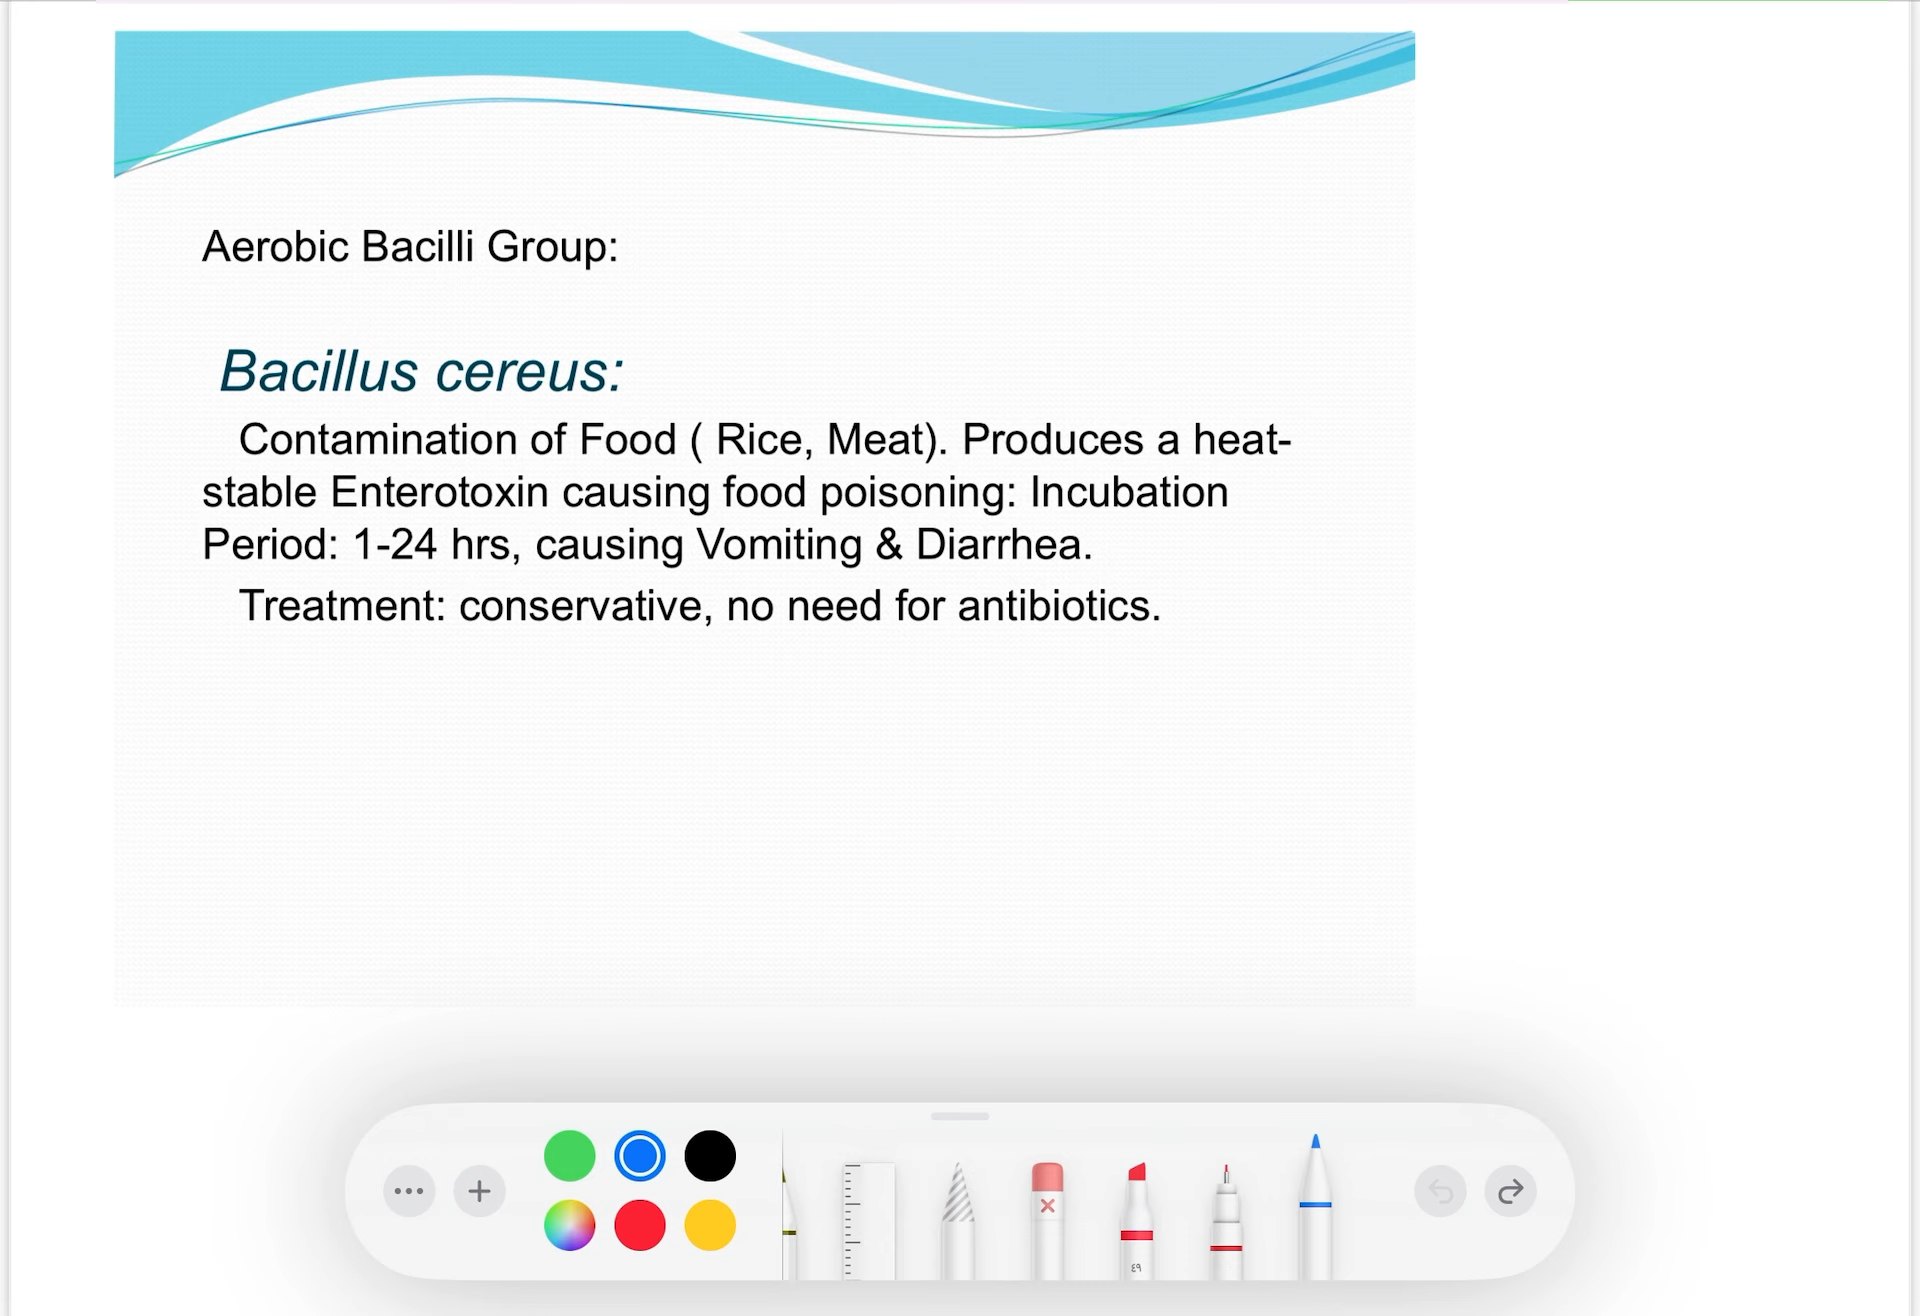 Aerobic Bacilli Group:
Bacillus cereus:
Contamination of Food ( Rice, Meat). Produces a heat-
stable Enterotoxin causing food poisoning: Incubation
Period: 1-24 hrs, causing Vomiting & Diarrhea.
Treatment: conservative, no need for antibiotics.
٤٩